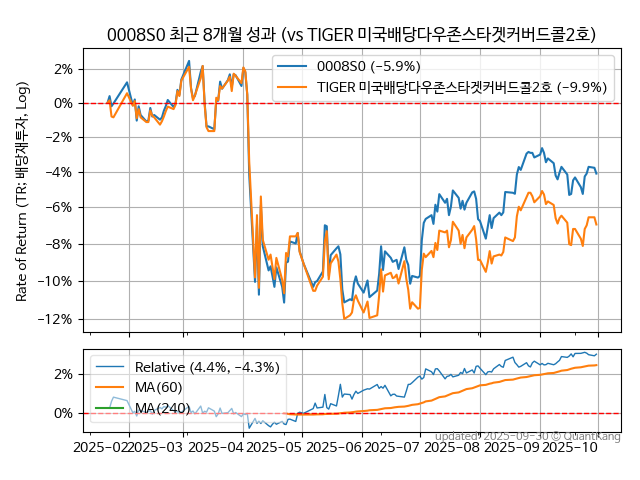 0008S0 최근 8개월 성과 (vs TIGER 미국배당다우존스타겟커버드콜2호)
Rate of Return (TR: 배당재투자, Log)
2%
0%
−2%
−4%
−6%
−8%
−10%
−12%
0008S0 (−5.9%)
TIGER 미국배당다우존스타겟커버드콜2호 (−9.9%)
2%
0%
Relative (4.4%, −4.3%)
MA(60)
MA(240)
2025-02 2025-03 2025-04 2025-05 2025-06 2025-07 2025-08 2025-09 2025-10
updated: 2025-09-30 © QuantKang